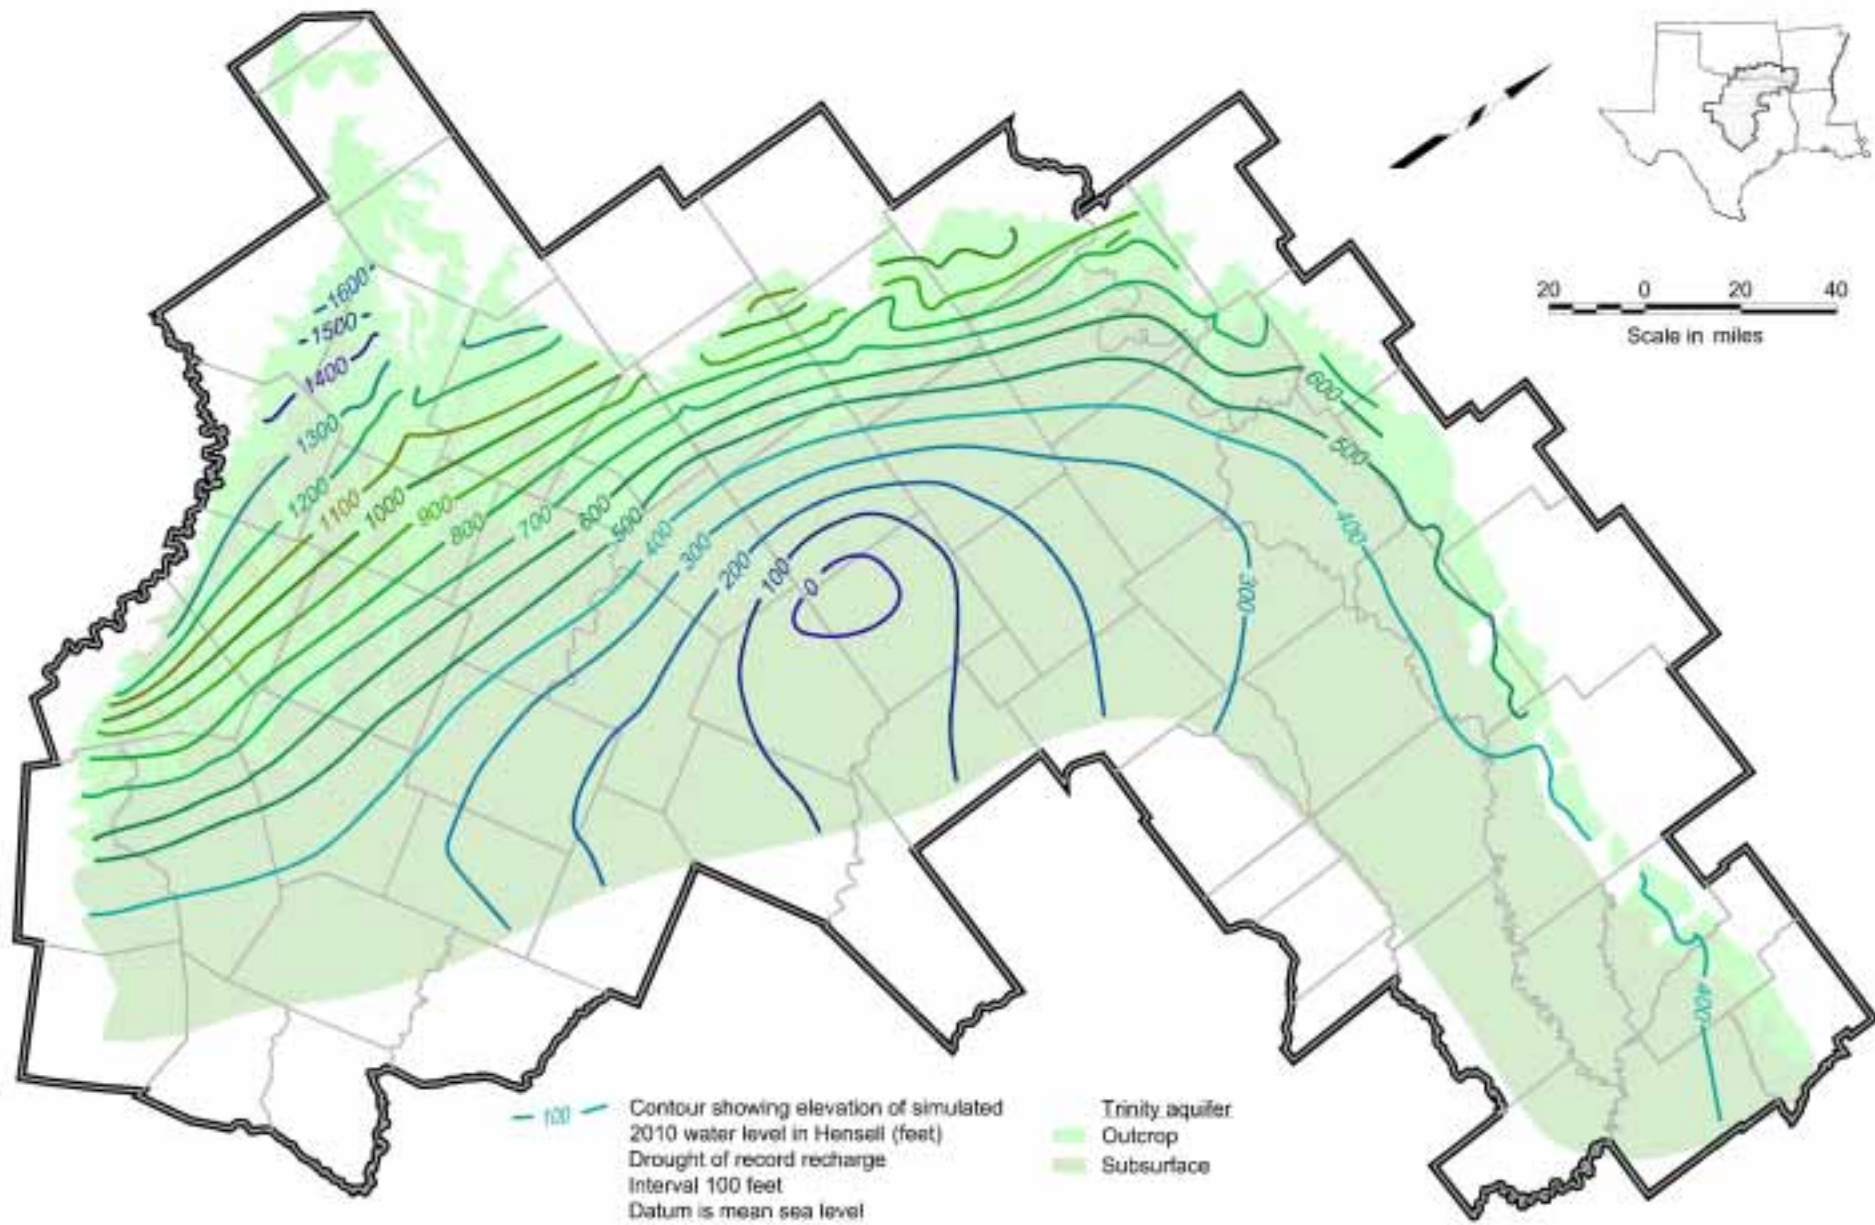 1600
1500
1400
1300
1200
1100
1000
900
800
700
600
500
400
300
200
100
0
300
400
500
600
400
20 0 20 40
Scale in miles
100
Contour showing elevation of simulated
2010 water level in Hensell (feet)
Drought of record recharge
Interval 100 feet
Datum is mean sea level
Trinity aquifer
Outcrop
Subsurface